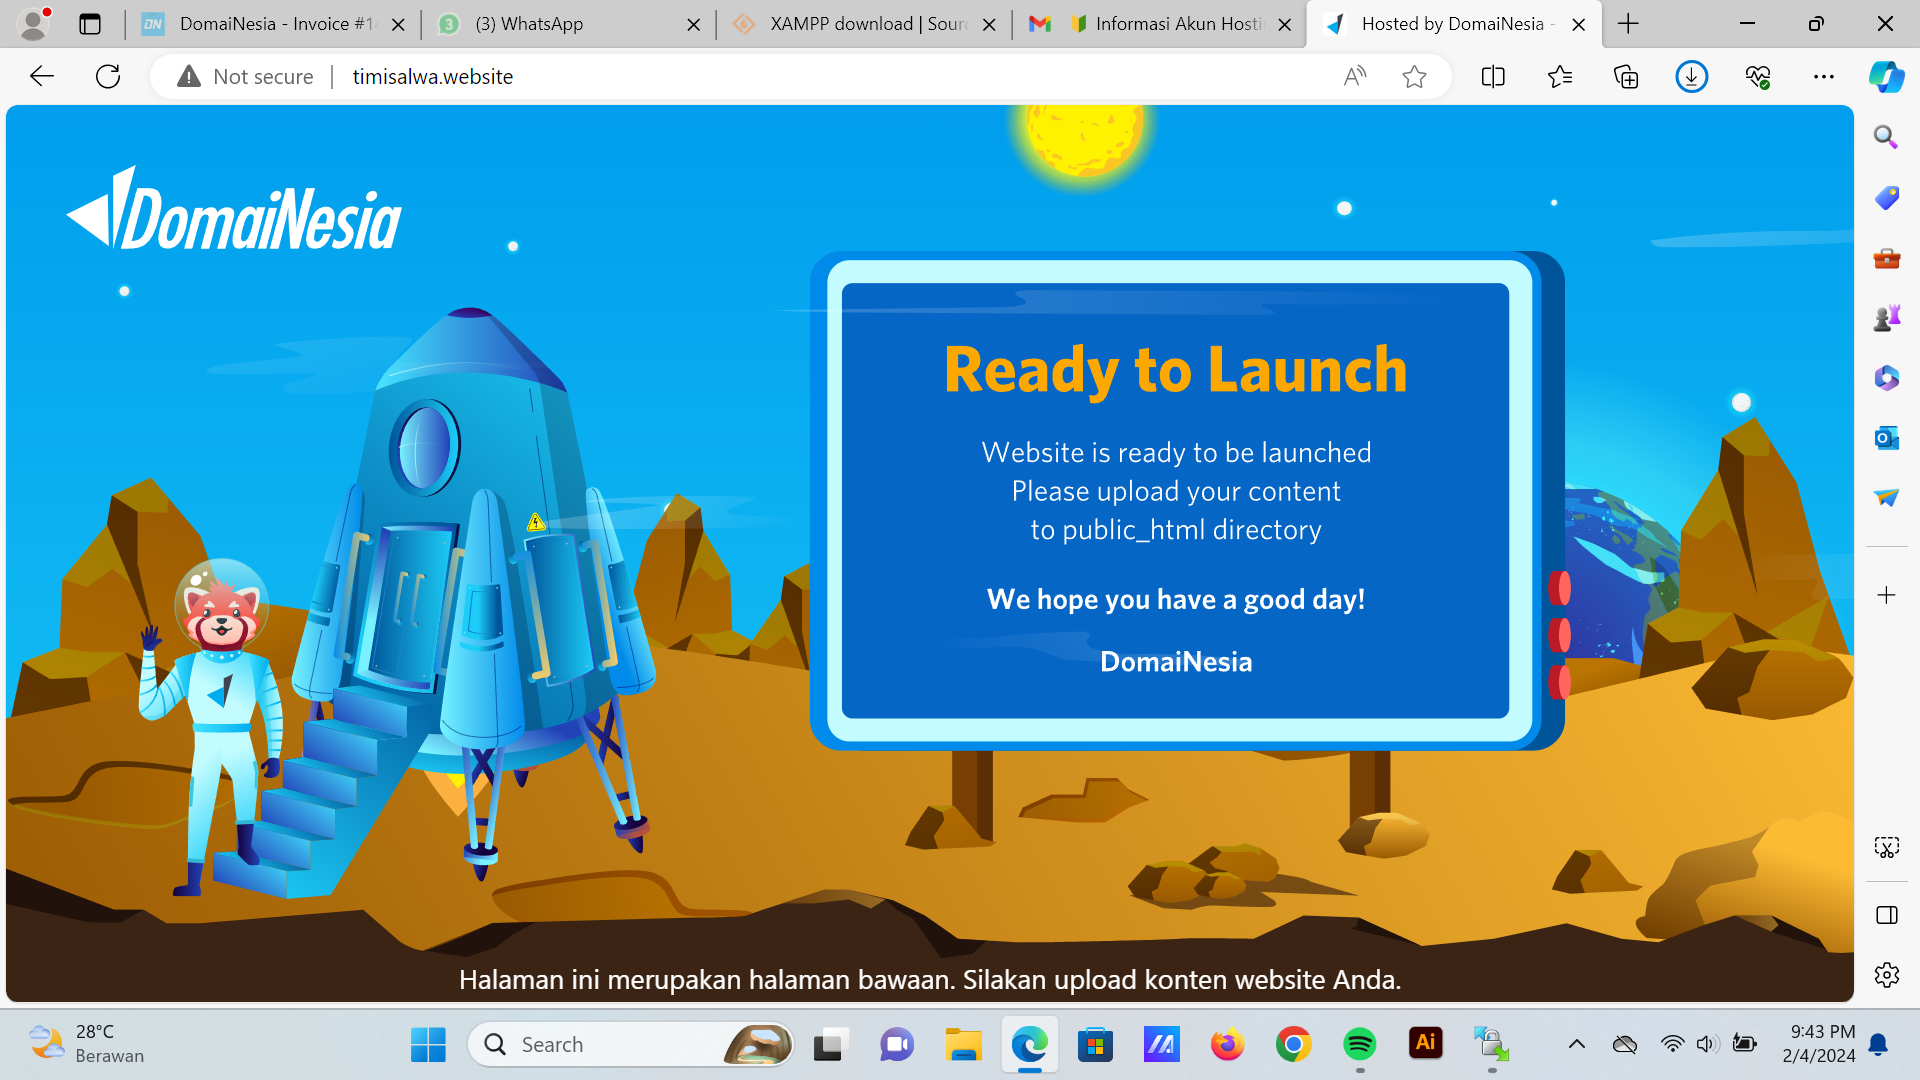 DomaiNesia - Invoice #14
(3) WhatsApp
XAMPP download | Sourc
Informasi Akun Hosti
Hosted by DomaiNesia -
Not secure
timisalwa.website
DomaiNesia
Ready to Launch
Website is ready to be launched
Please upload your content
to public_html directory
We hope you have a good day!
DomaiNesia
Halaman ini merupakan halaman bawaan. Silakan upload konten website Anda.
28°C
Berawan
Search
Ai
9:43 PM
2/4/2024